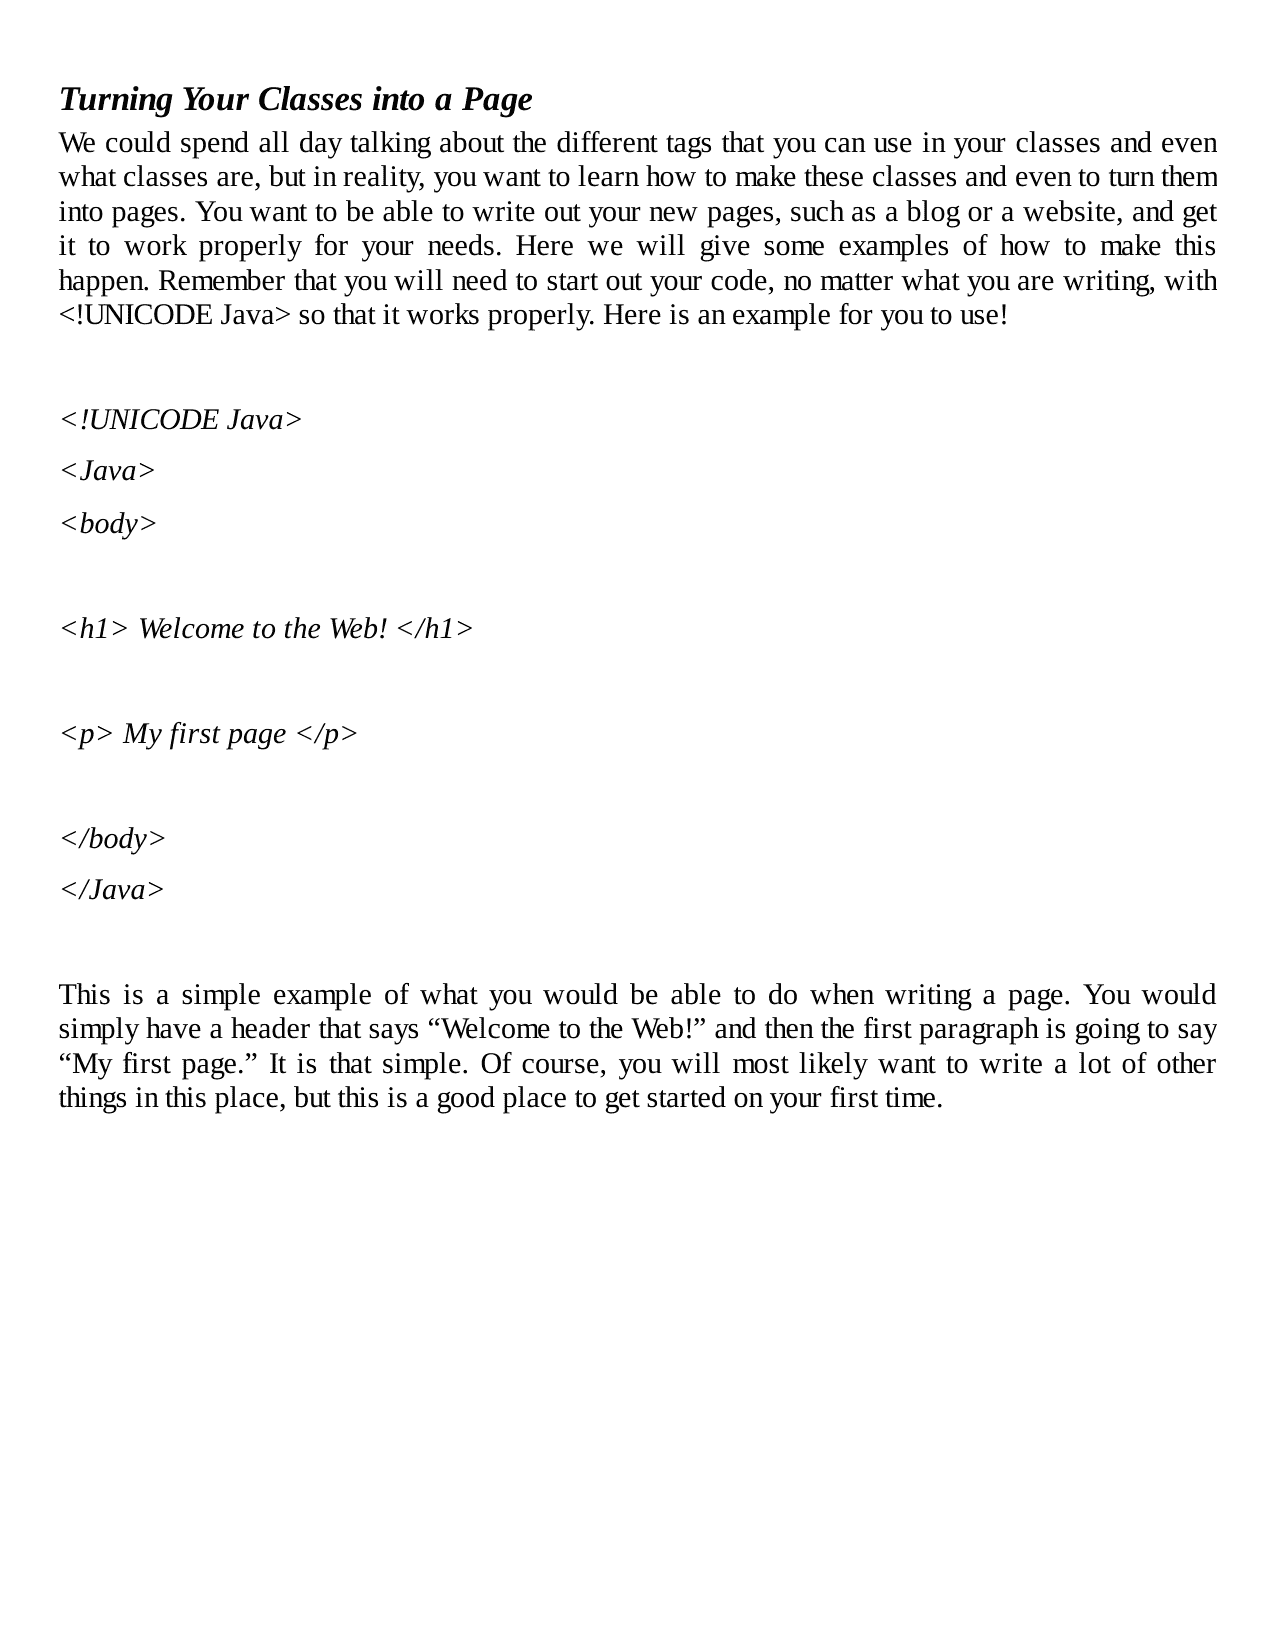 Turning Your Classes into a Page
We could spend all day talking about the different tags that you can use in your classes and even
what classes are, but in reality, you want to learn how to make these classes and even to turn them
into pages. You want to be able to write out your new pages, such as a blog or a website, and get
it to work properly for your needs. Here we will give some examples of how to make this
happen. Remember that you will need to start out your code, no matter what you are writing, with
<!UNICODE Java> so that it works properly. Here is an example for you to use!
<!UNICODE Java>
<Java>
<body>
<h1> Welcome to the Web! </h1>
<p> My first page </p>
</body>
</Java>
This is a simple example of what you would be able to do when writing a page. You would
simply have a header that says “Welcome to the Web!” and then the first paragraph is going to say
“My first page.” It is that simple. Of course, you will most likely want to write a lot of other
things in this place, but this is a good place to get started on your first time.